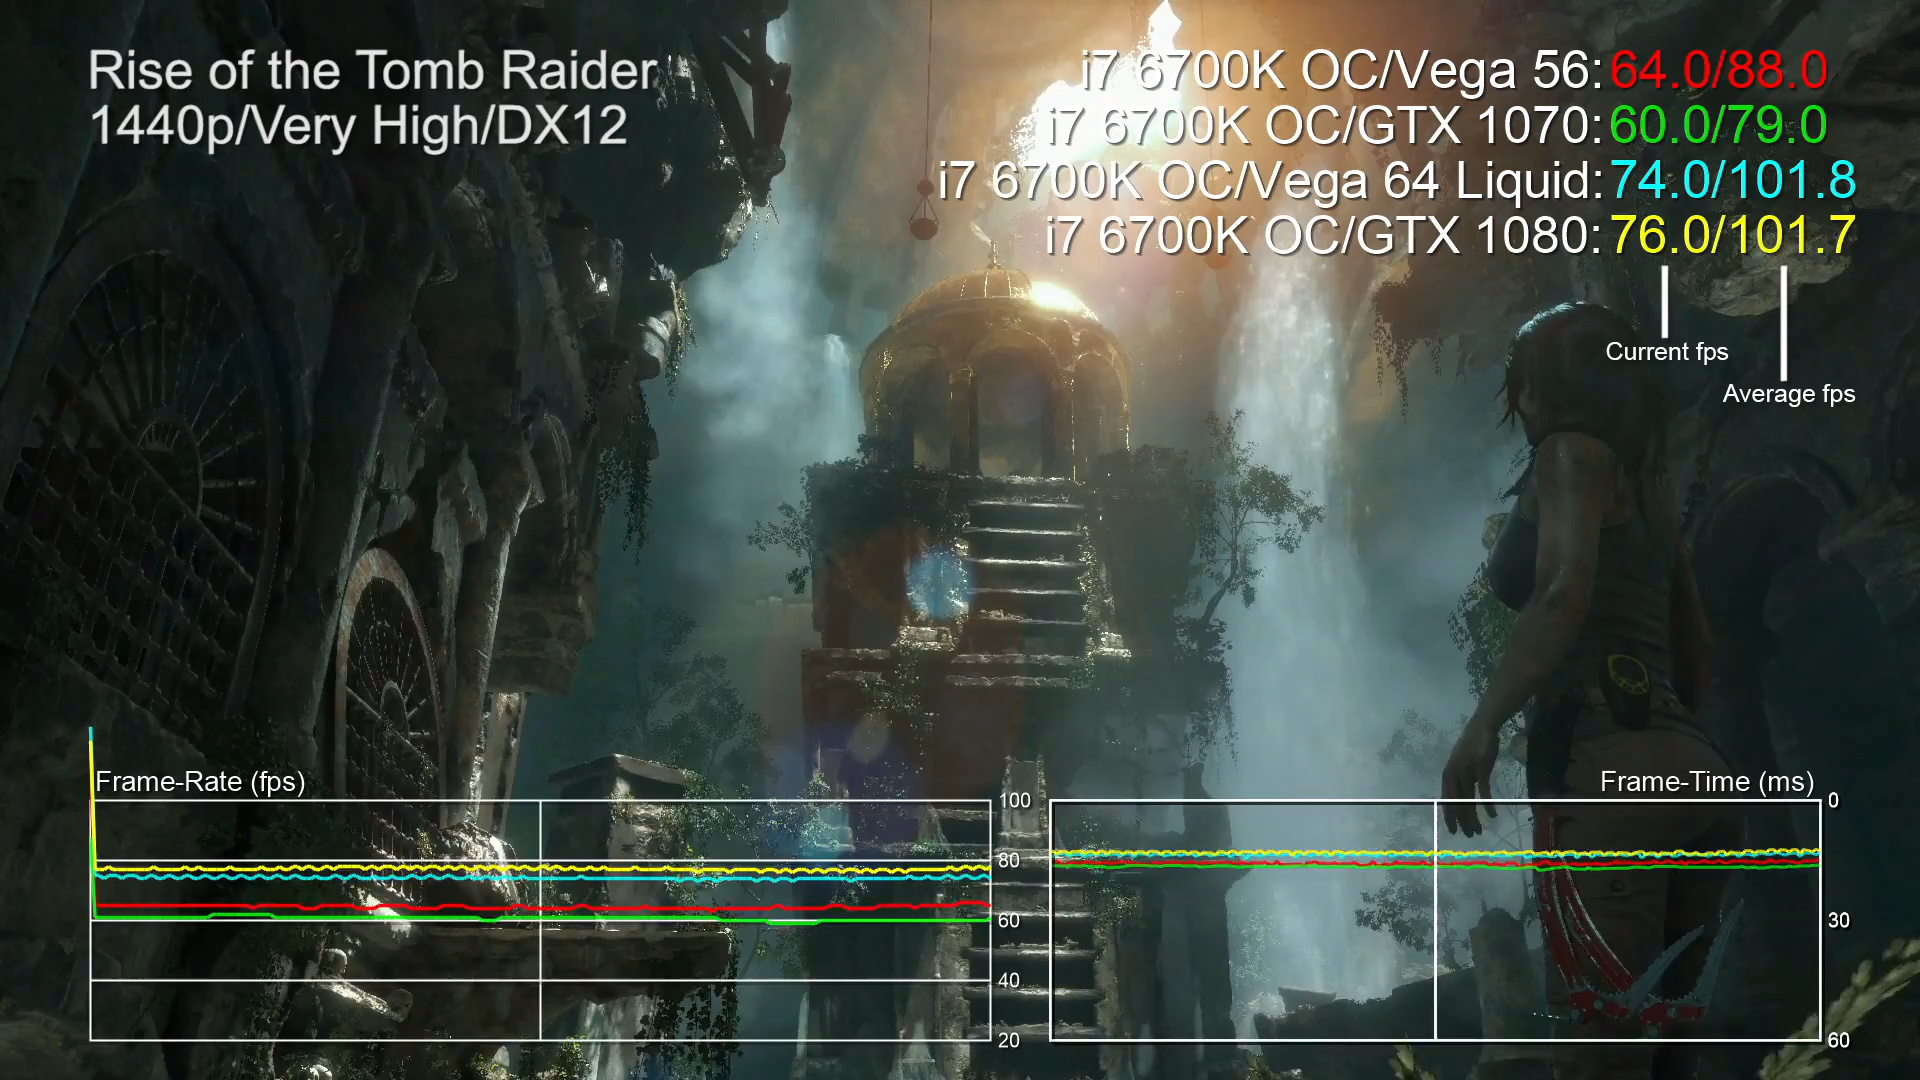 Rise of the Tomb Raider
1440p/Very High/DX12
i7 6700K OC/Vega 56: 64.0/88.0
i7 6700K OC/GTX 1070: 60.0/79.0
i7 6700K OC/Vega 64 Liquid: 74.0/101.8
i7 6700K OC/GTX 1080: 76.0/101.7
Current fps
Average fps
Frame-Rate (fps)
100
80
60
40
20
Frame-Time (ms)
0
30
60